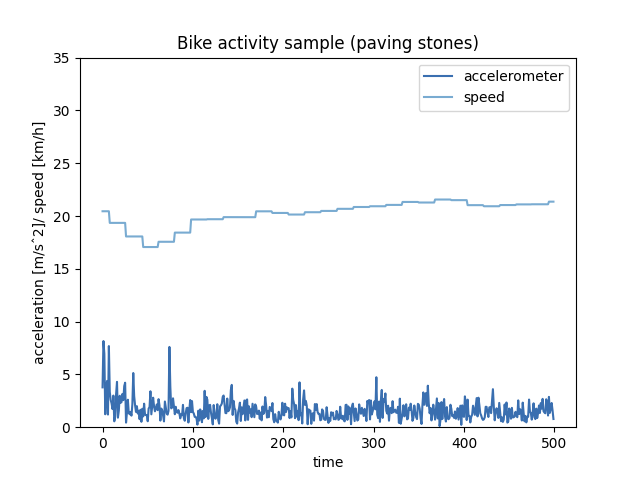 Bike activity sample (paving stones)
accelerometer
speed
acceleration [m/s^2]/ speed [km/h]
35
30
25
20
15
10
5
0
0 100 200 300 400 500
time